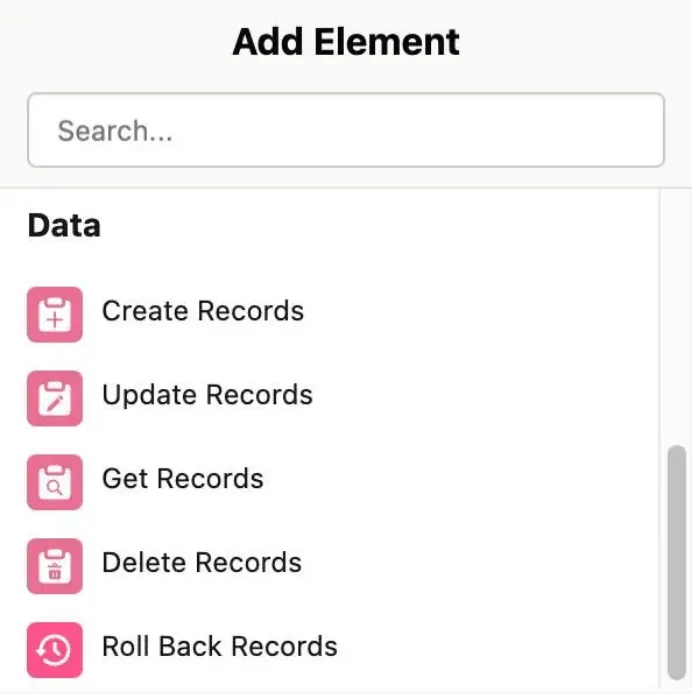 Add Element
Search...
Data
Create Records
Update Records
Get Records
Delete Records
Roll Back Records